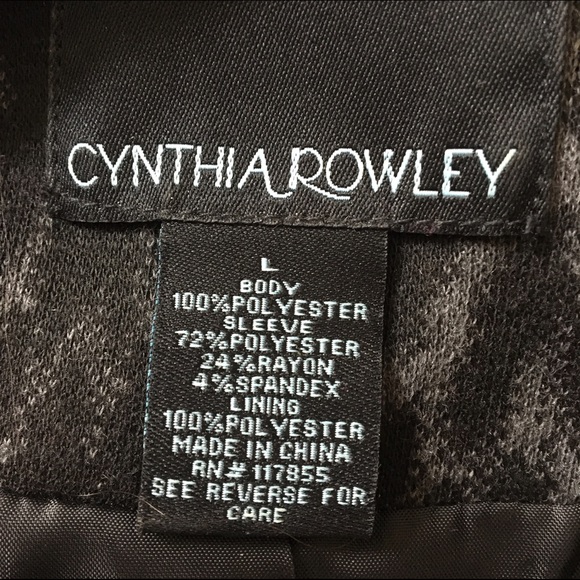 CYNTHIA ROWLEY
L
BODY
100%POLYESTER
SLEEVE
72%POLYESTER
24%RAYON
4%SPANDEX
LINING
100%POLYESTER
MADE IN CHINA
RN# 117855
SEE REVERSE FOR
CARE